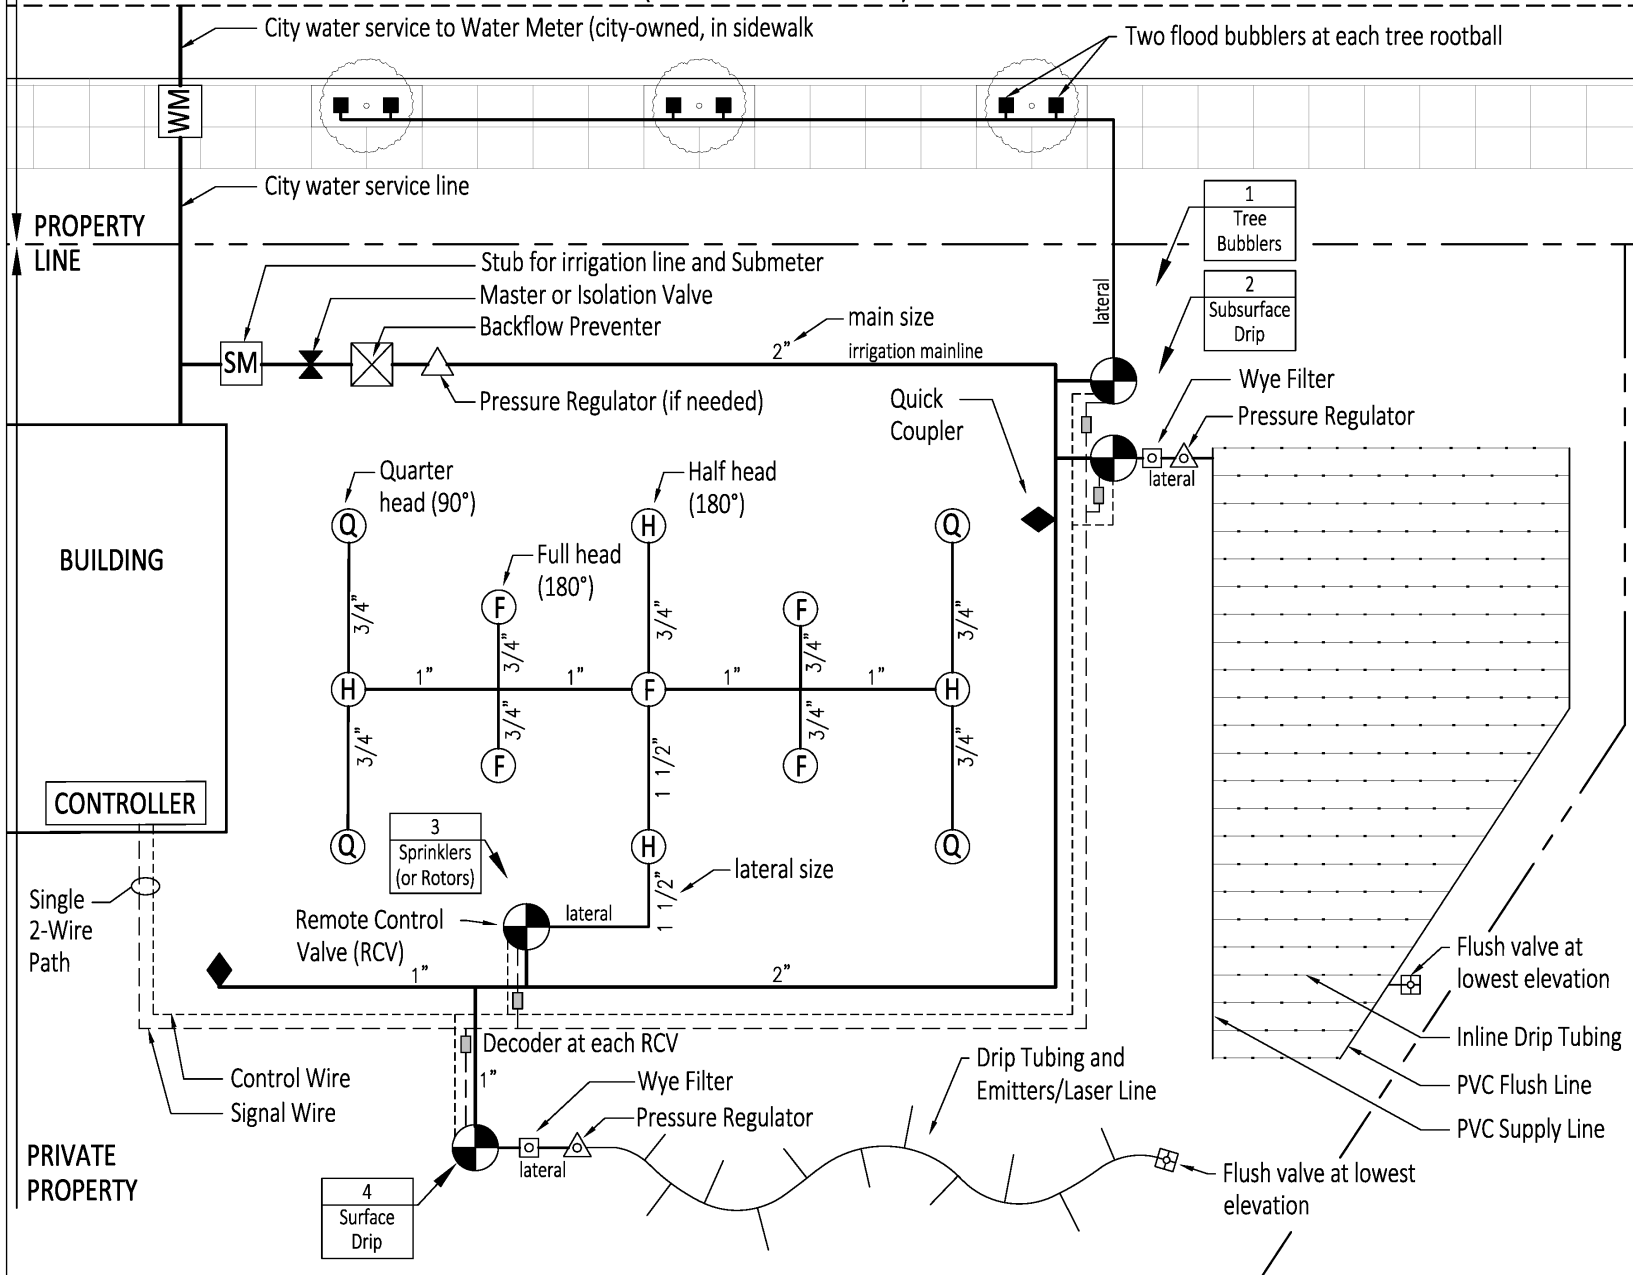 City water service to Water Meter (city-owned, in sidewalk
Two flood bubblers at each tree rootball
WM
City water service line
PROPERTY
LINE
1
Tree
Bubblers
Stub for irrigation line and Submeter
Master or Isolation Valve
Backflow Preventer
lateral
2
Subsurface
Drip
main size
2”
irrigation mainline
SM
Pressure Regulator (if needed)
Quick
Coupler
Wye Filter
Pressure Regulator
lateral
Quarter
head (90°)
Half head
(180°)
Q
H
Q
BUILDING
Full head
(180°)
F
F
3/4”
3/4”
3/4”
3/4”
3/4”
H
1”
1”
F
1”
1”
H
3/4”
3/4”
1 1/2”
3/4”
3/4”
F
F
CONTROLLER
Q
H
Q
3
Sprinklers
(or Rotors)
lateral size
1 1/2”
Single
2-Wire
Path
Remote Control
Valve (RCV)
lateral
1”
2”
Flush valve at
lowest elevation
Inline Drip Tubing
PVC Flush Line
PVC Supply Line
Decoder at each RCV
Control Wire
Signal Wire
1”
Wye Filter
Pressure Regulator
lateral
Drip Tubing and
Emitters/Laser Line
PRIVATE
PROPERTY
4
Surface
Drip
Flush valve at lowest
elevation